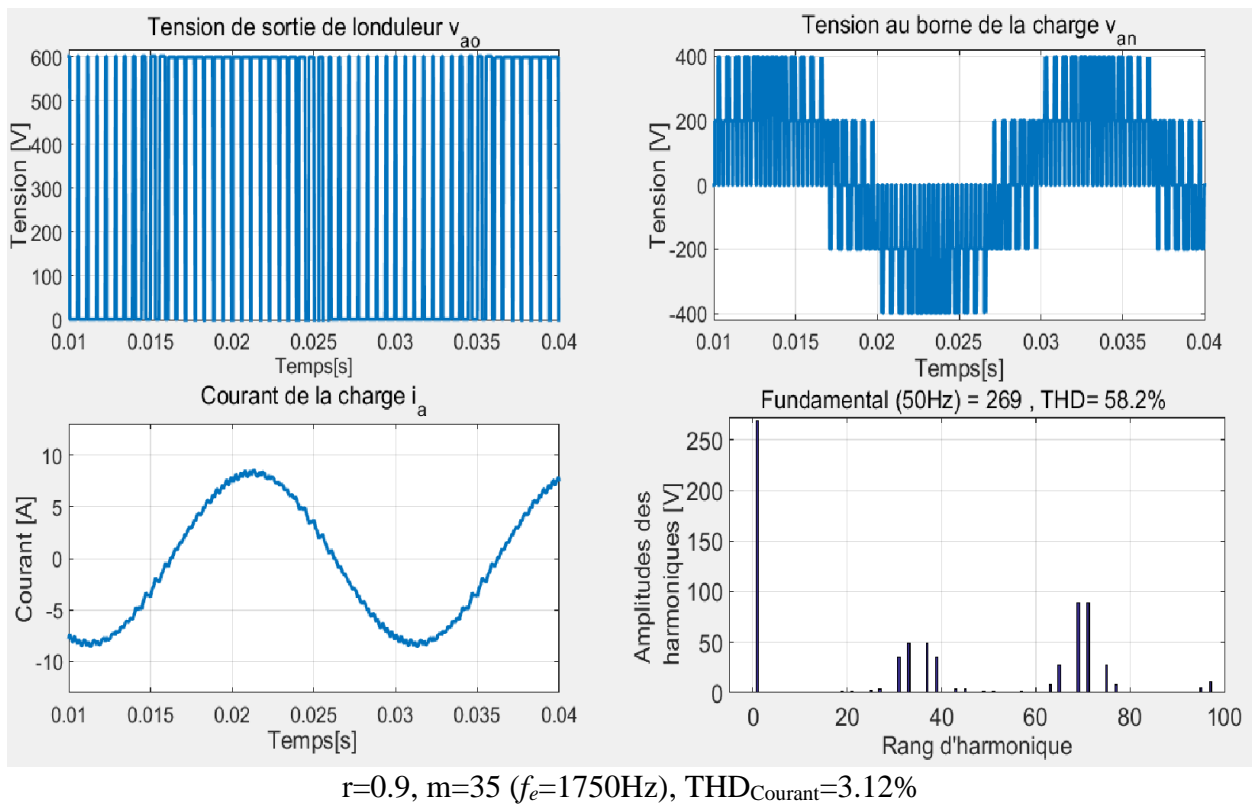 Tension de sortie de londuleur v_ao
600
500
400
300
200
100
0
Tension [V]
0.01 0.015 0.02 0.025 0.03 0.035 0.04
Temps[s]
Tension au borne de la charge v_an
400
200
0
-200
-400
Tension [V]
0.01 0.015 0.02 0.025 0.03 0.035 0.04
Temps[s]
Courant de la charge i_a
10
5
0
-5
-10
Courant [A]
0.01 0.015 0.02 0.025 0.03 0.035 0.04
Temps[s]
Fundamental (50Hz) = 269 , THD= 58.2%
250
200
150
100
50
0
Amplitudes des
harmoniques [V]
0 20 40 60 80 100
Rang d'harmonique
r=0.9, m=35 (fe=1750Hz), THDCourant=3.12%